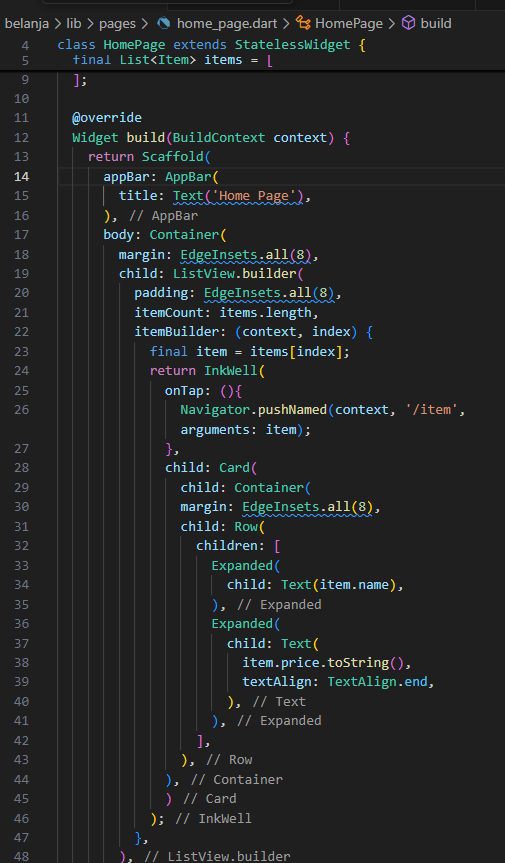 belanja > lib > pages > home_page.dart > HomePage > build
4 class HomePage extends StatelessWidget {
5 final List<Item> items = [
9 ];
10
11 @override
12 Widget build(BuildContext context) {
13 return Scaffold(
14 appBar: AppBar(
15 title: Text('Home Page'),
16 ), // AppBar
17 body: Container(
18 margin: EdgeInsets.all(8),
19 child: ListView.builder(
20 padding: EdgeInsets.all(8),
21 itemCount: items.length,
22 itemBuilder: (context, index) {
23 final item = items[index];
24 return InkWell(
25 onTap: (){
26 Navigator.pushNamed(context, '/item',
arguments: item);
27 },
28 child: Card(
29 child: Container(
30 margin: EdgeInsets.all(8),
31 child: Row(
32 children: [
33 Expanded(
34 child: Text(item.name),
35 ), // Expanded
36 Expanded(
37 child: Text(
38 item.price.toString(),
39 textAlign: TextAlign.end,
40 ), // Text
41 ), // Expanded
42 ],
43 ), // Row
44 ), // Container
45 ) // Card
46 ); // InkWell
47 },
48 ), // ListView.builder